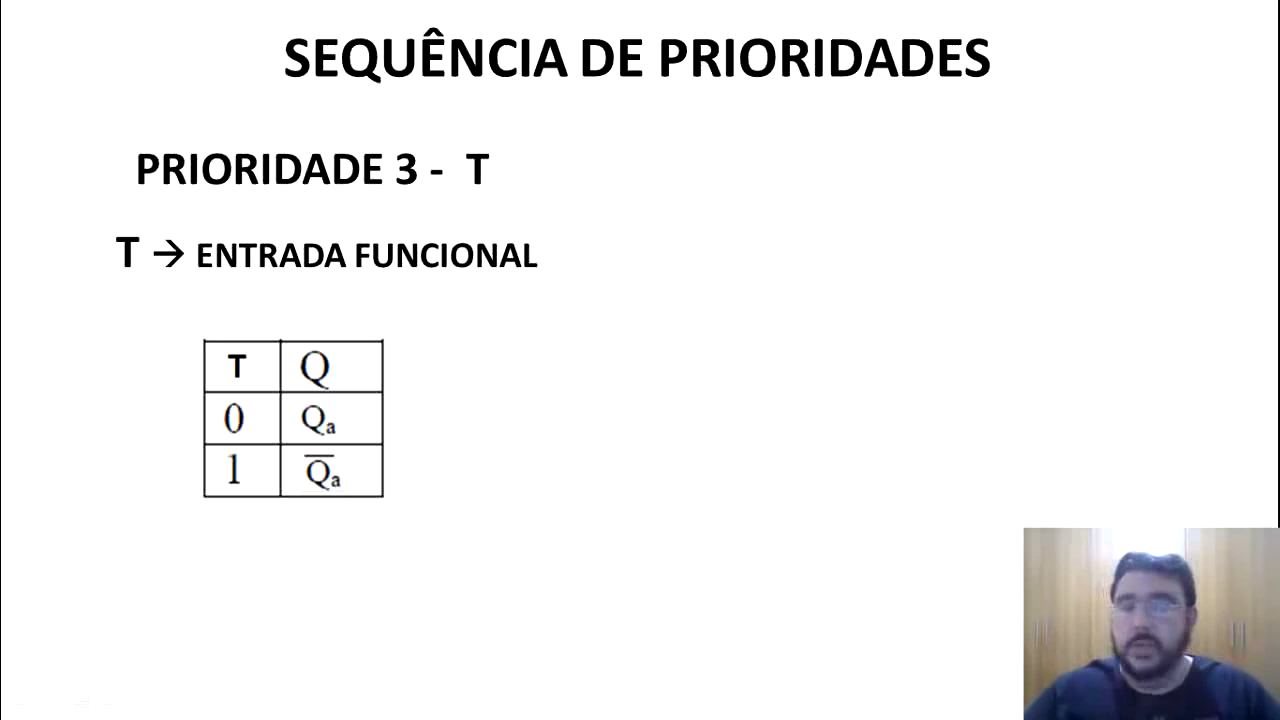 SEQUÊNCIA DE PRIORIDADES
PRIORIDADE 3 - T
T → ENTRADA FUNCIONAL
T Q
0 Qₐ
1 Q̅ₐ